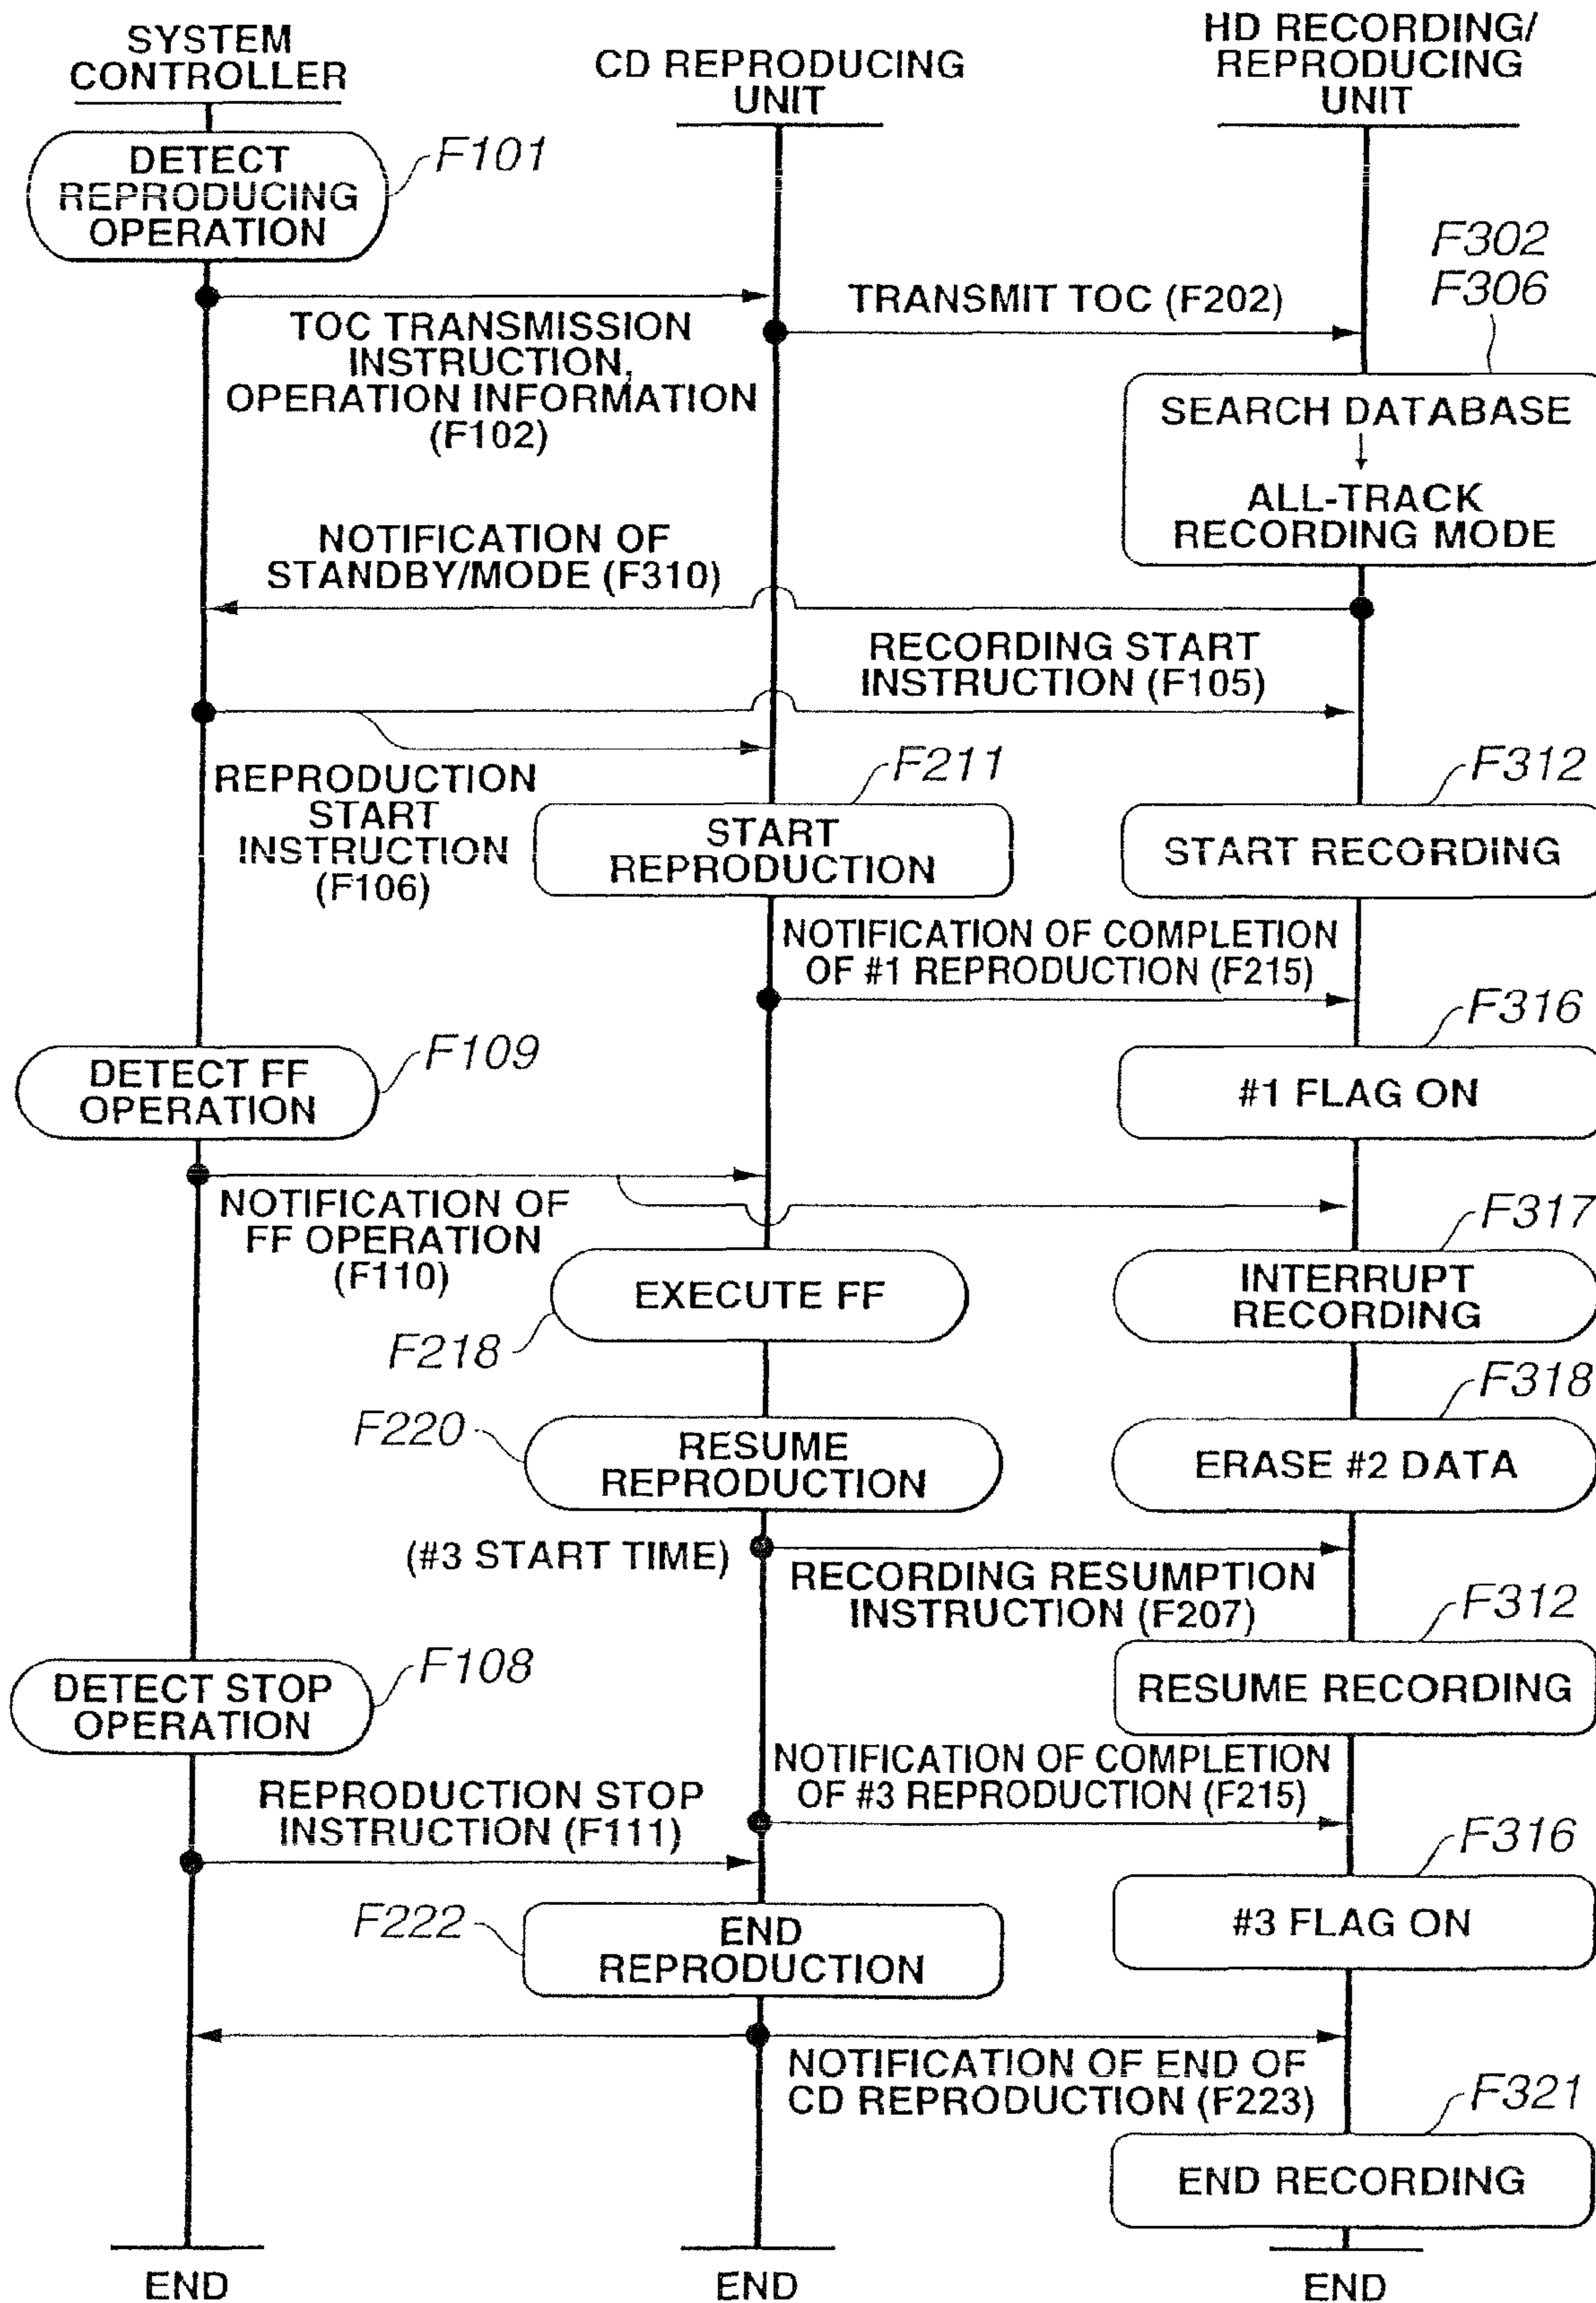 SYSTEM
CONTROLLER
CD REPRODUCING
UNIT
HD RECORDING/
REPRODUCING
UNIT
DETECT
REPRODUCING
OPERATION
F101
F302
F306
TRANSMIT TOC (F202)
TOC TRANSMISSION
INSTRUCTION,
OPERATION INFORMATION
(F102)
SEARCH DATABASE
ALL-TRACK
RECORDING MODE
NOTIFICATION OF
STANDBY/MODE (F310)
RECORDING START
INSTRUCTION (F105)
REPRODUCTION
START
INSTRUCTION
(F106)
F211
START
REPRODUCTION
F312
START RECORDING
NOTIFICATION OF COMPLETION
OF #1 REPRODUCTION (F215)
F316
#1 FLAG ON
F109
DETECT FF
OPERATION
NOTIFICATION OF
FF OPERATION
(F110)
F317
INTERRUPT
RECORDING
EXECUTE FF
F218
F318
ERASE #2 DATA
F220
RESUME
REPRODUCTION
(#3 START TIME)
RECORDING RESUMPTION
INSTRUCTION (F207)
F312
RESUME RECORDING
F108
DETECT STOP
OPERATION
NOTIFICATION OF COMPLETION
OF #3 REPRODUCTION (F215)
REPRODUCTION STOP
INSTRUCTION (F111)
F316
#3 FLAG ON
F222
END
REPRODUCTION
NOTIFICATION OF END OF
CD REPRODUCTION (F223)
F321
END RECORDING
END
END
END